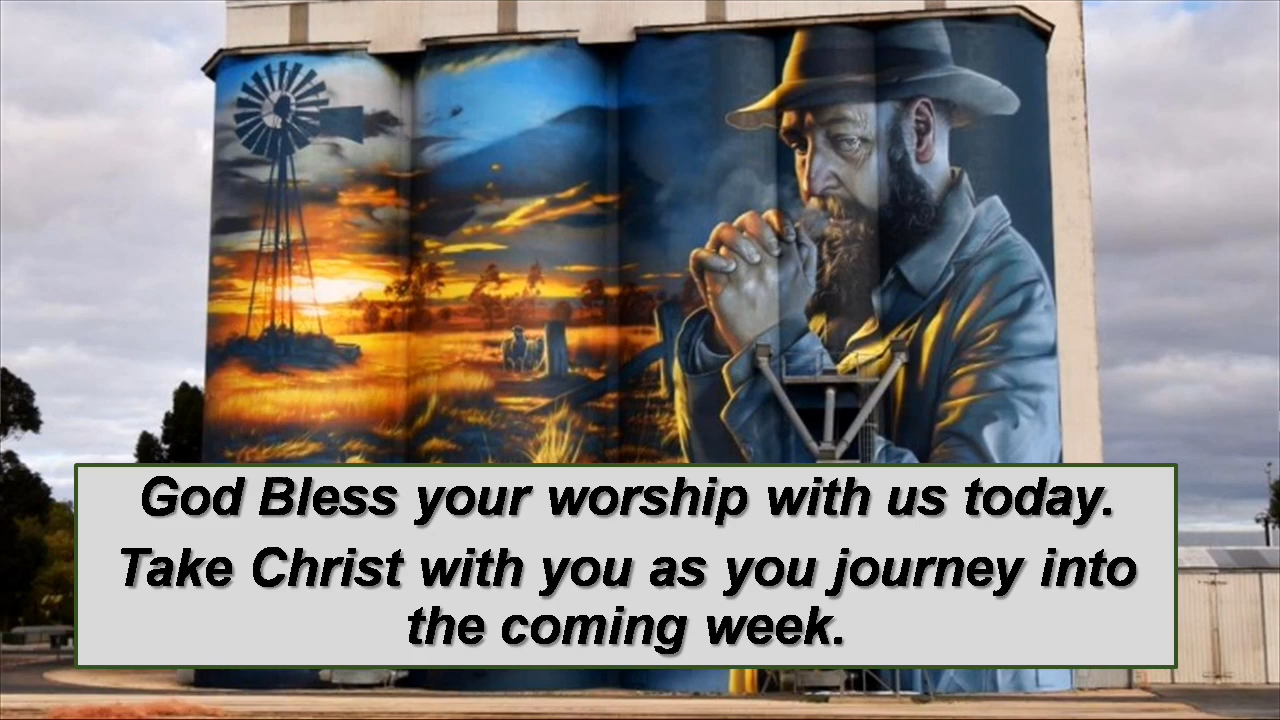 God Bless your worship with us today.
Take Christ with you as you journey into
the coming week.